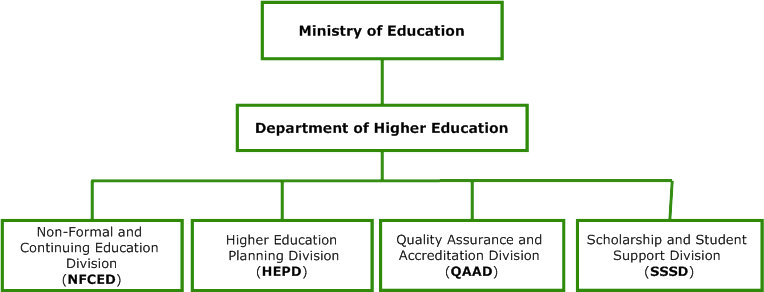 Ministry of Education
Department of Higher Education
Non-Formal and
Continuing Education
Division
(NFCED)
Higher Education
Planning Division
(HEPD)
Quality Assurance and
Accreditation Division
(QAAD)
Scholarship and Student
Support Division
(SSSD)